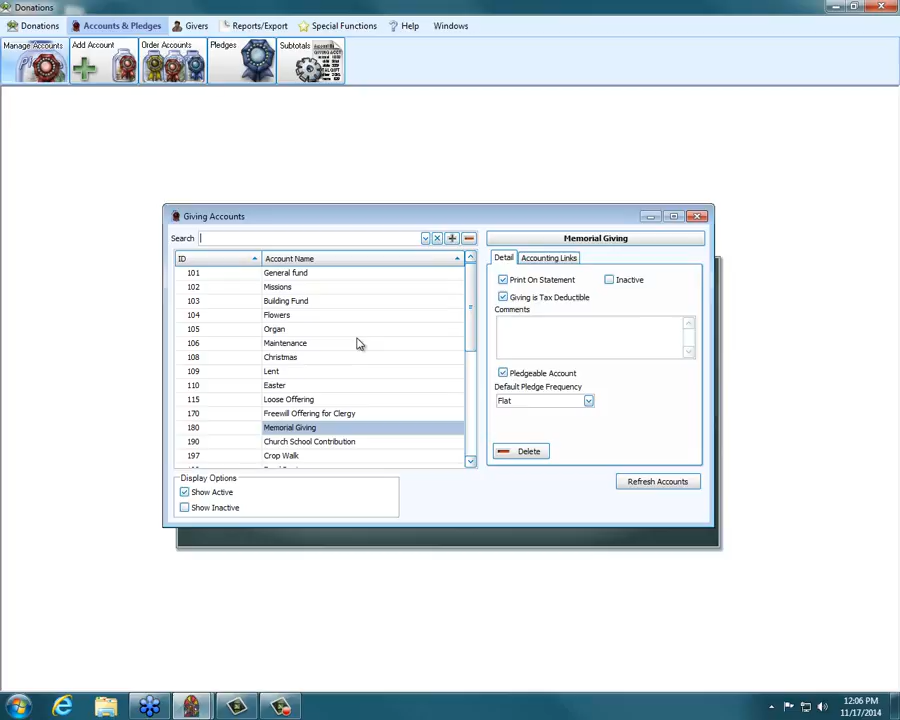 Donations
Donations Accounts & Pledges Givers Reports/Export Special Functions Help Windows
Manage Accounts Add Account Order Accounts Pledges Subtotals
Giving Accounts
Search
Memorial Giving
ID Account Name
Detail Accounting Links
101 General fund
102 Missions
103 Building Fund
104 Flowers
105 Organ
106 Maintenance
108 Christmas
109 Lent
110 Easter
115 Loose Offering
170 Freewill Offering for Clergy
180 Memorial Giving
190 Church School Contribution
197 Crop Walk
Print On Statement Inactive
Giving is Tax Deductible
Comments
Pledgeable Account
Default Pledge Frequency
Flat
Delete
Display Options
Show Active
Show Inactive
Refresh Accounts
12:06 PM
11/17/2014